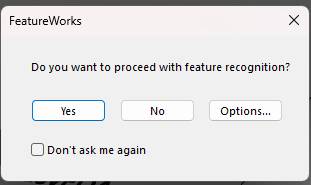 FeatureWorks
Do you want to proceed with feature recognition?
Yes No Options...
Don't ask me again